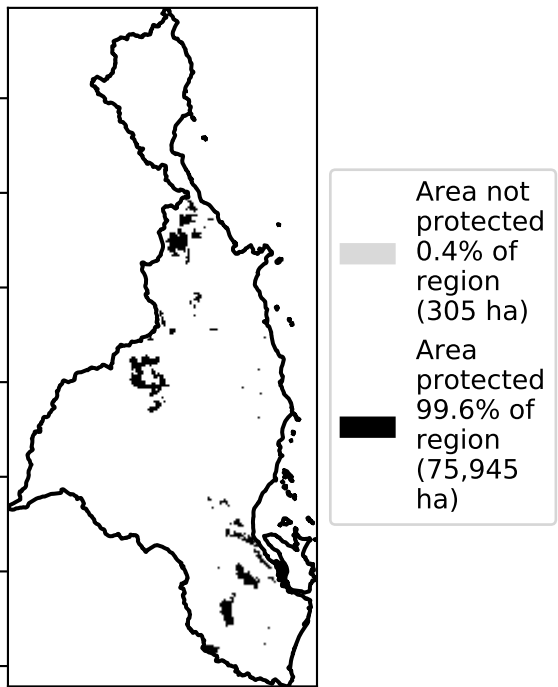 Area not
protected
0.4% of
region
(305 ha)
Area
protected
99.6% of
region
(75,945
ha)